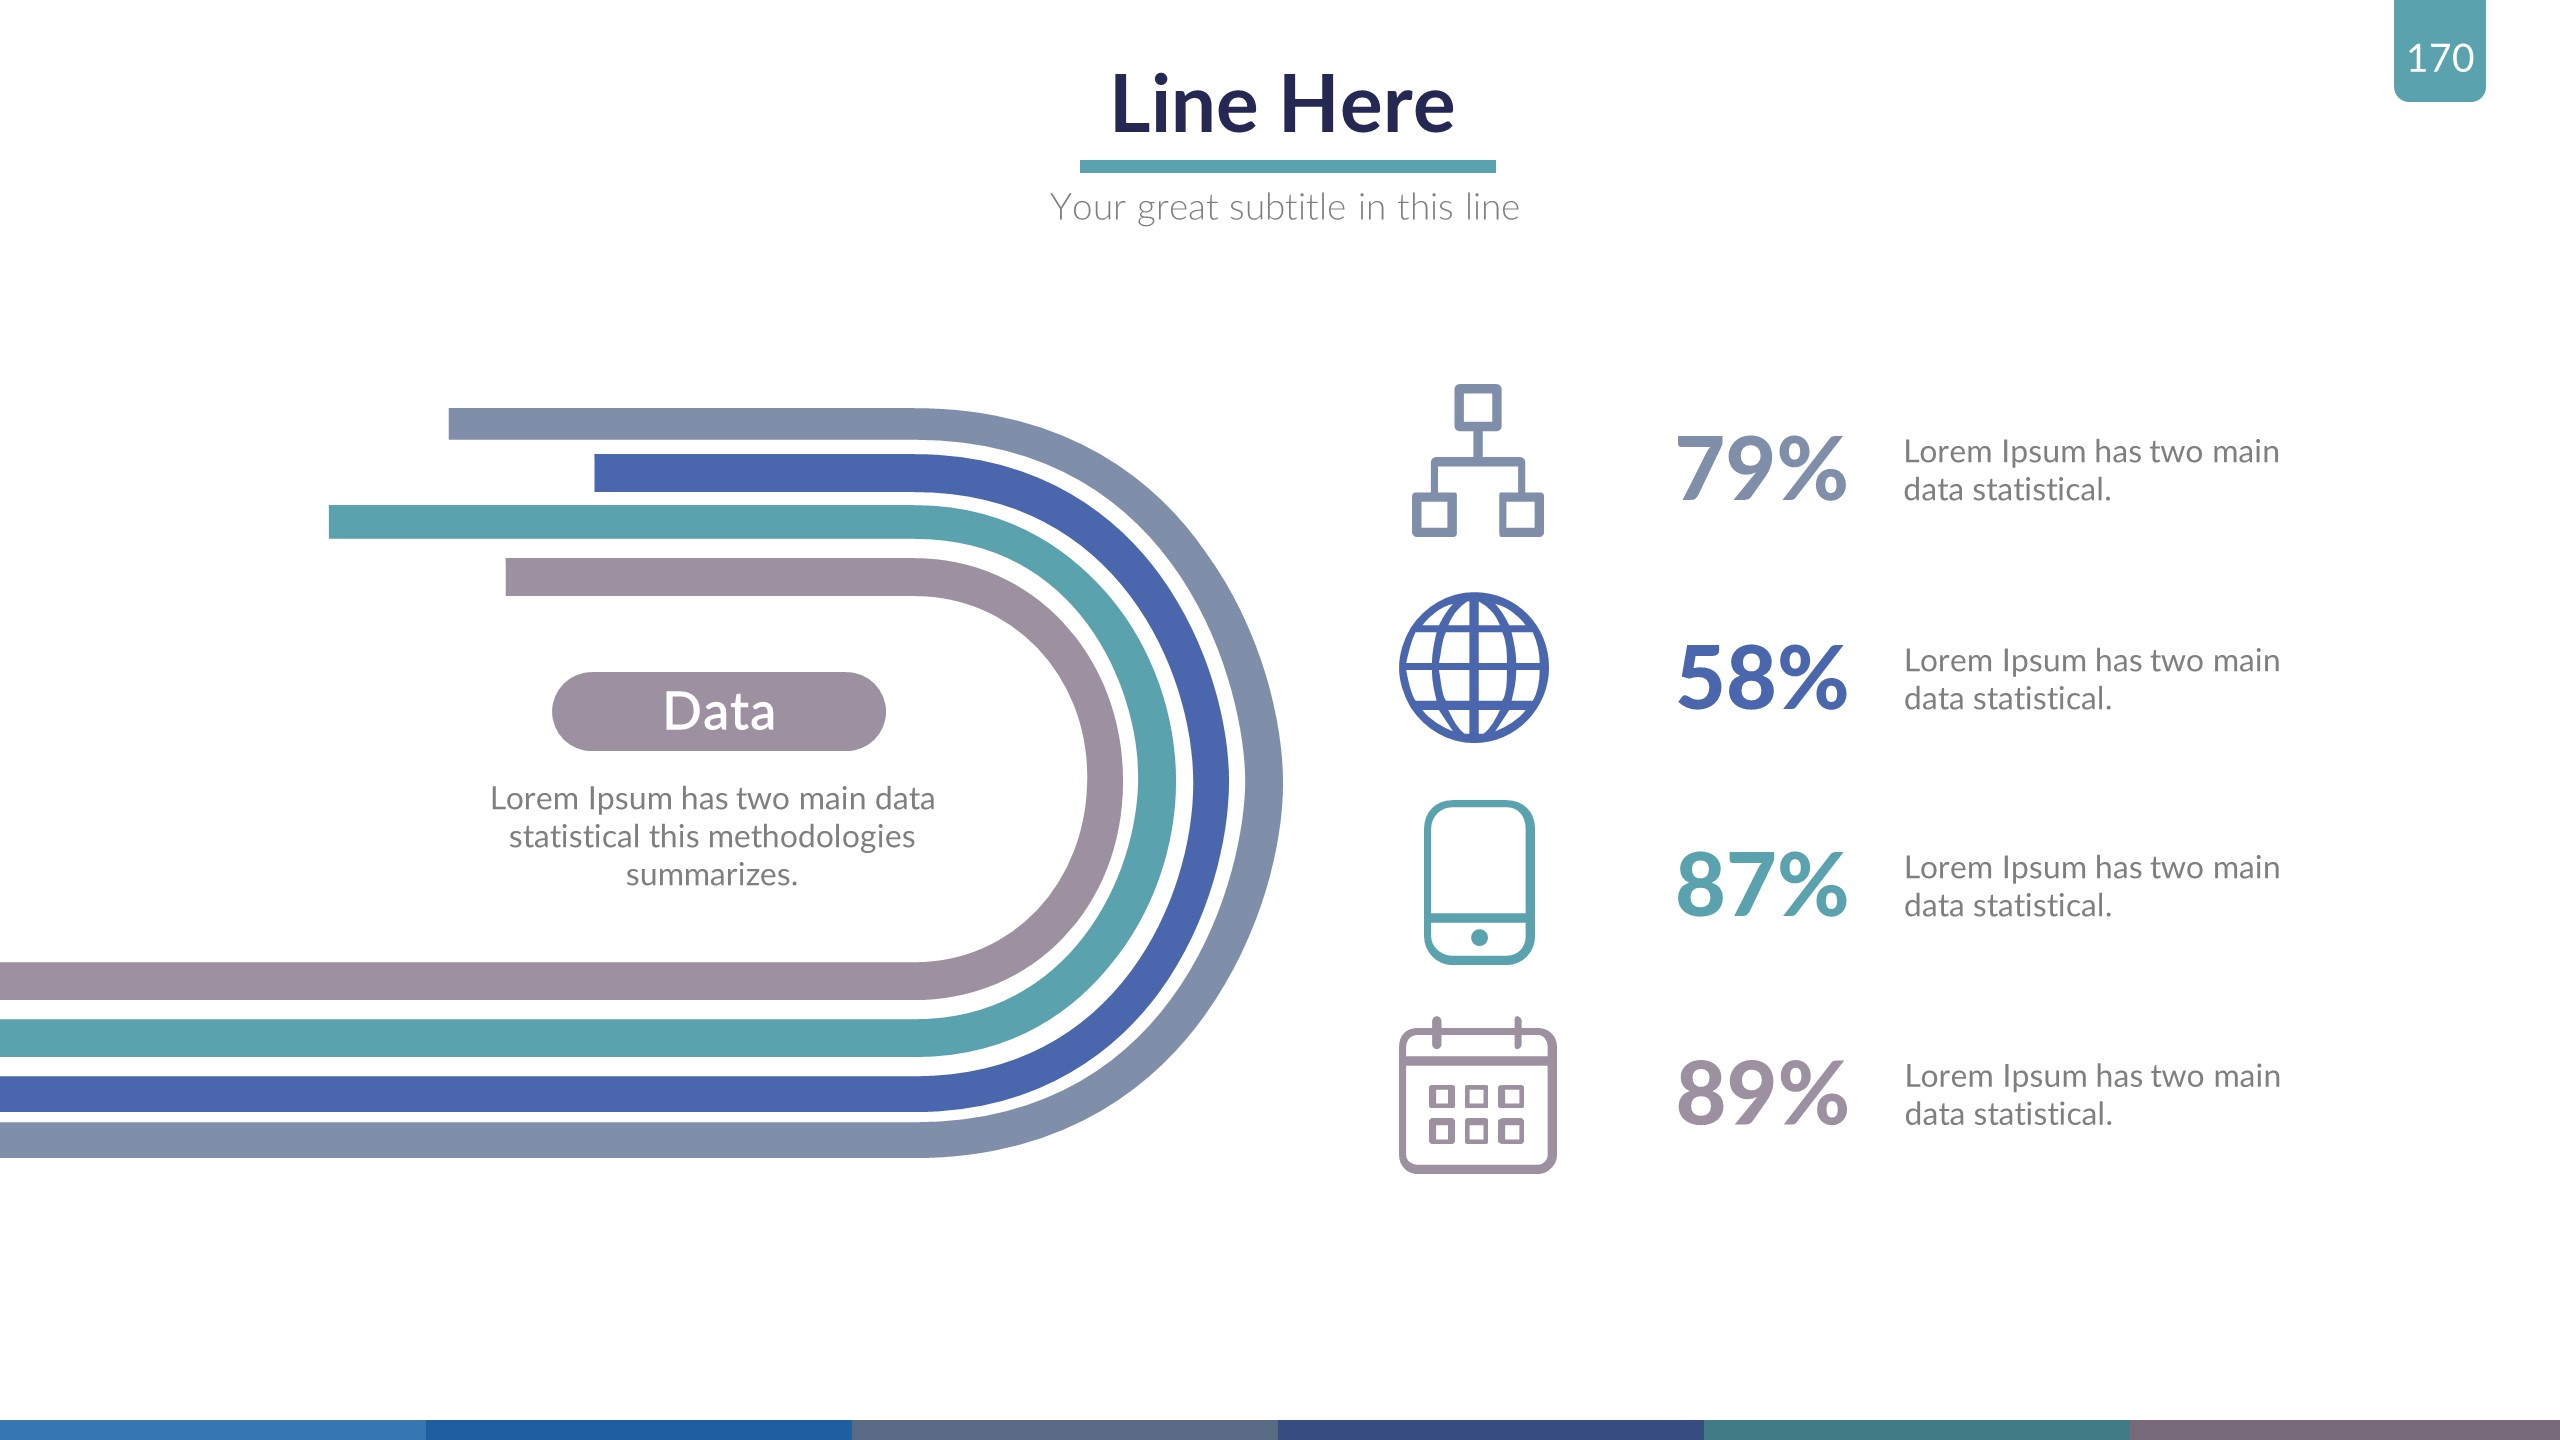 170
Line Here
Your great subtitle in this line
79%
Lorem Ipsum has two main
data statistical.
58%
Lorem Ipsum has two main
data statistical.
Data
Lorem Ipsum has two main data
statistical this methodologies
summarizes.
87%
Lorem Ipsum has two main
data statistical.
89%
Lorem Ipsum has two main
data statistical.